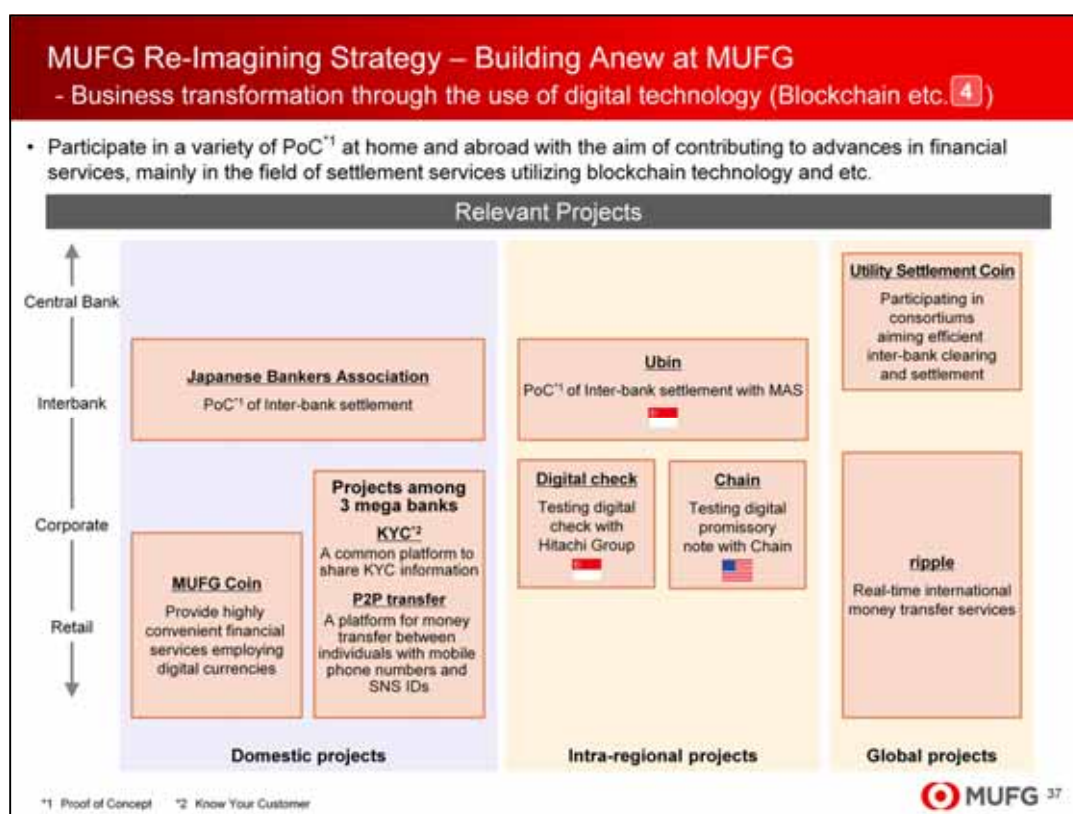 MUFG Re-Imagining Strategy – Building Anew at MUFG
- Business transformation through the use of digital technology (Blockchain etc. 4 )
• Participate in a variety of PoC*1 at home and abroad with the aim of contributing to advances in financial
services, mainly in the field of settlement services utilizing blockchain technology and etc.
Relevant Projects
Central Bank
Interbank
Corporate
Retail
Japanese Bankers Association
PoC*1 of Inter-bank settlement
MUFG Coin
Provide highly
convenient financial
services employing
digital currencies
Projects among
3 mega banks
KYC*2
A common platform to
share KYC information
P2P transfer
A platform for money
transfer between
individuals with mobile
phone numbers and
SNS IDs
Domestic projects
Ubin
PoC*1 of Inter-bank settlement with MAS
Digital check
Testing digital
check with
Hitachi Group
Chain
Testing digital
promissory
note with Chain
Intra-regional projects
Utility Settlement Coin
Participating in
consortiums
aiming efficient
inter-bank clearing
and settlement
ripple
Real-time international
money transfer services
Global projects
*1 Proof of Concept *2 Know Your Customer
MUFG 37